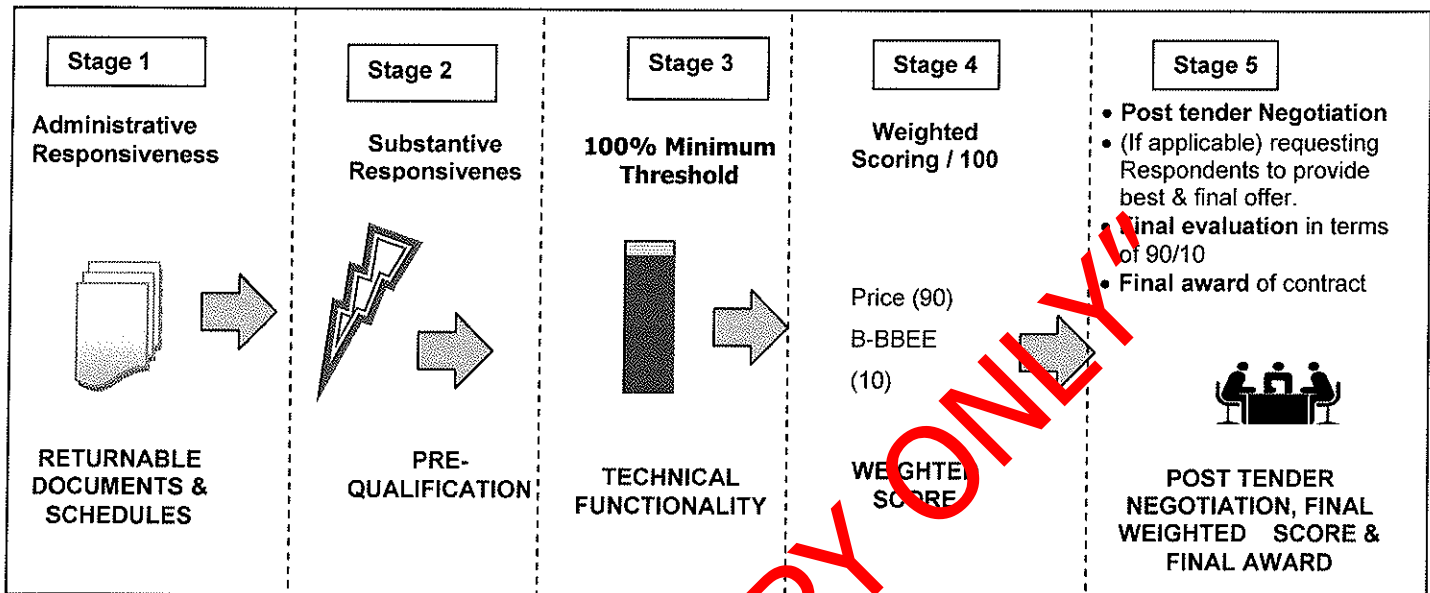 Stage 1
Administrative
Responsiveness
RETURNABLE
DOCUMENTS &
SCHEDULES
Stage 2
Substantive
Responsivenes
PRE-
QUALIFICATION
Stage 3
100% Minimum
Threshold
TECHNICAL
FUNCTIONALITY
Stage 4
Weighted
Scoring / 100
Price (90)
B-BBEE
(10)
WEIGHTED
SCORE
Stage 5
• Post tender Negotiation
• (If applicable) requesting
Respondents to provide
best & final offer.
• Final evaluation in terms
of 90/10
• Final award of contract
POST TENDER
NEGOTIATION, FINAL
WEIGHTED SCORE &
FINAL AWARD
ONLY"